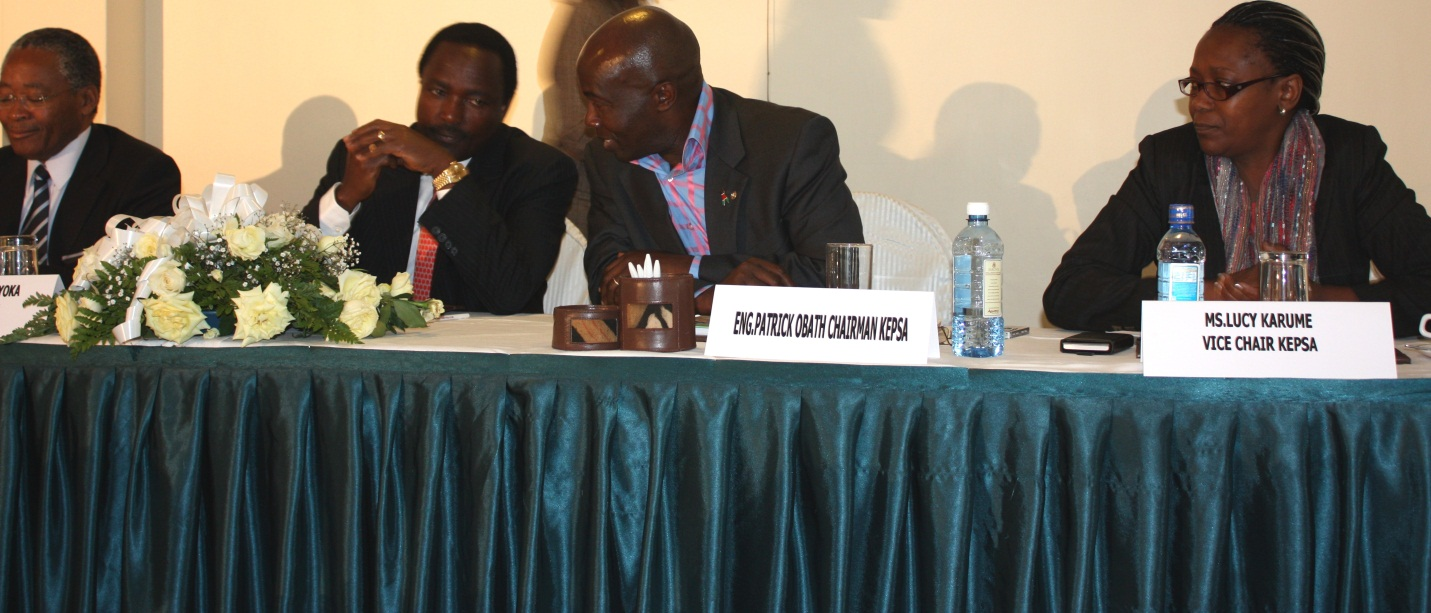 YOKA
ENG.PATRICK OBATH CHAIRMAN KEPSA
MS.LUCY KARUME
VICE CHAIR KEPSA